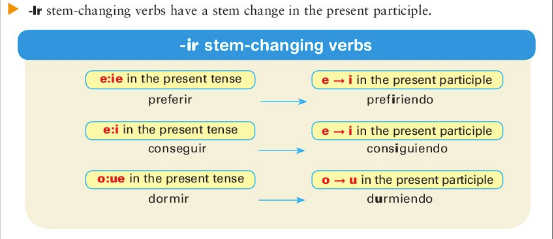 -Ir stem-changing verbs have a stem change in the present participle.
-ir stem-changing verbs
e:ie in the present tense e → i in the present participle
preferir prefiriendo
e:i in the present tense e → i in the present participle
conseguir consiguiendo
o:ue in the present tense o → u in the present participle
dormir durmiendo